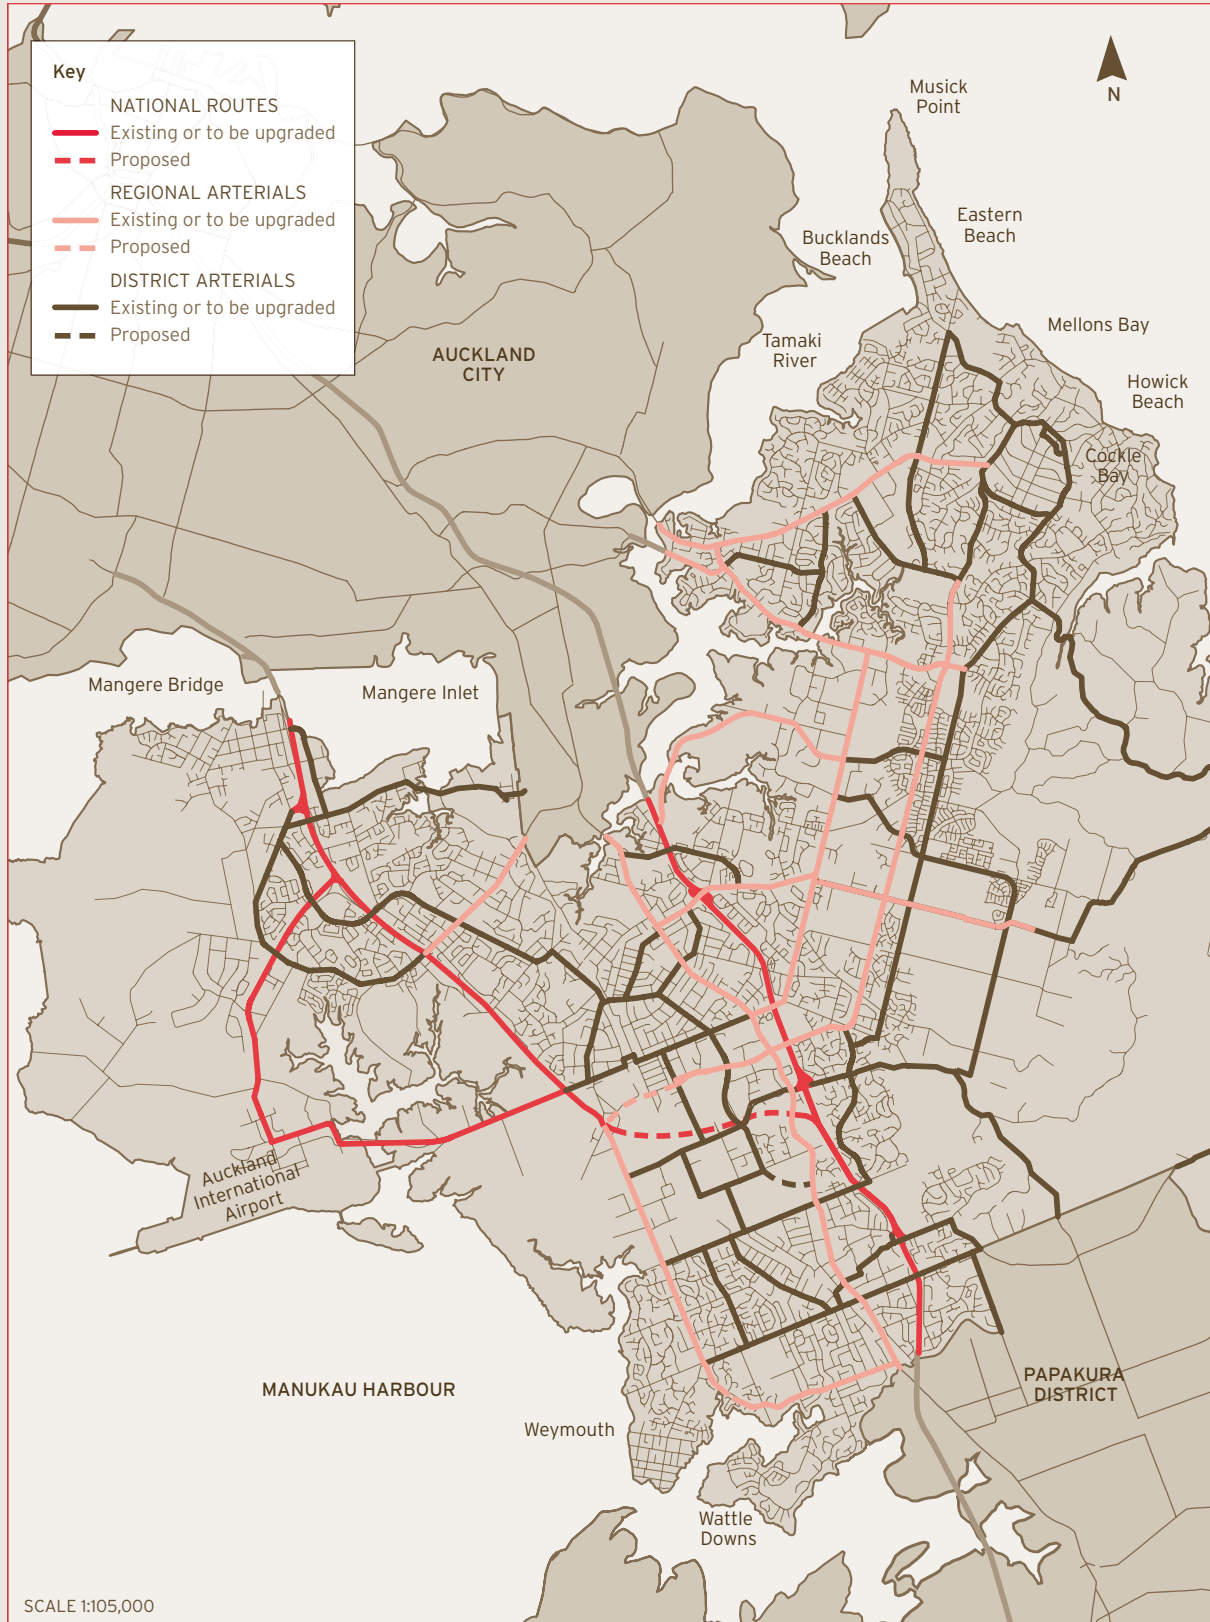 Key
NATIONAL ROUTES
Existing or to be upgraded
Proposed
REGIONAL ARTERIALS
Existing or to be upgraded
Proposed
DISTRICT ARTERIALS
Existing or to be upgraded
Proposed
N
Musick
Point
Eastern
Beach
Bucklands
Beach
Mellons Bay
Tamaki
River
AUCKLAND
CITY
Howick
Beach
Cockle
Bay
Mangere Bridge
Mangere Inlet
Auckland
International
Airport
MANUKAU HARBOUR
PAPAKURA
DISTRICT
Weymouth
Wattle
Downs
SCALE 1:105,000